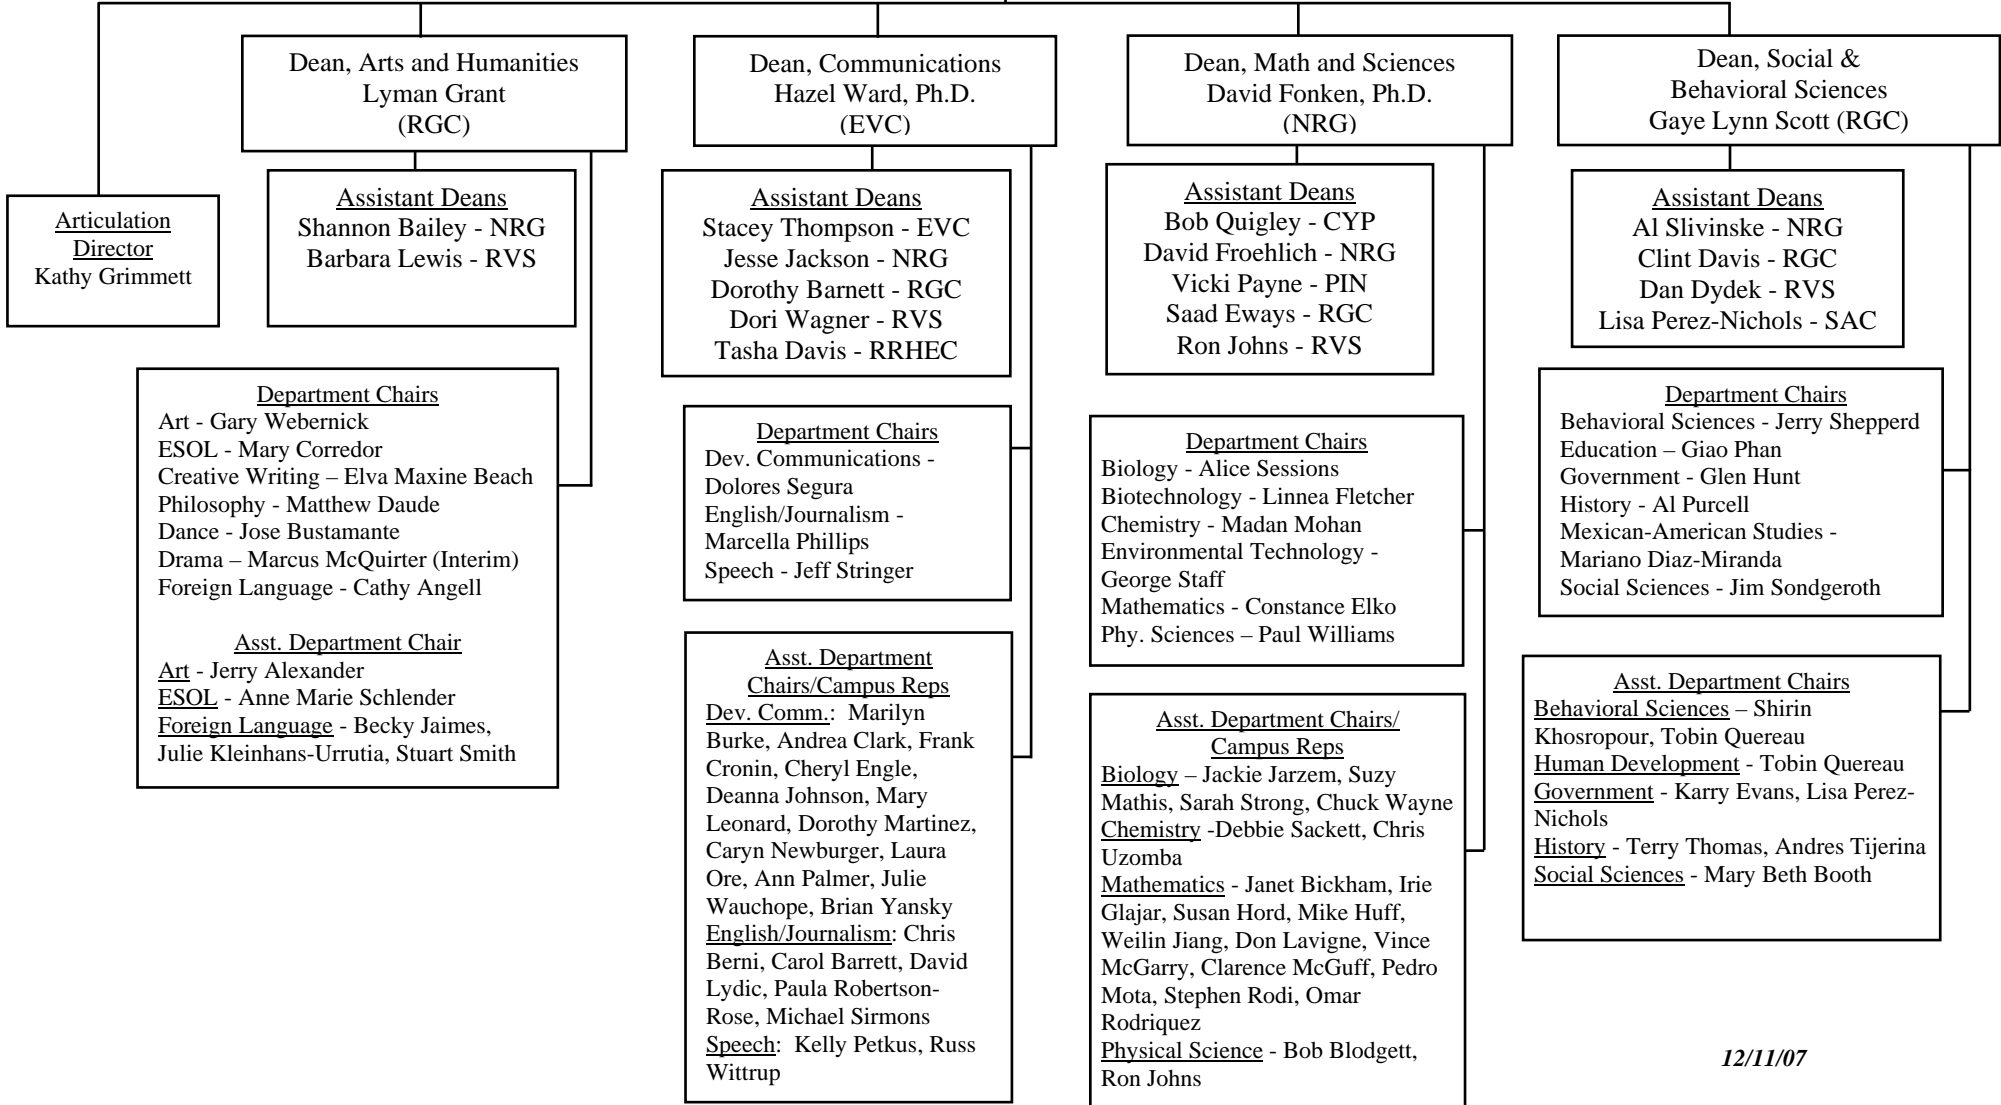 Dean, Arts and Humanities
Lyman Grant
(RGC)
Dean, Communications
Hazel Ward, Ph.D.
(EVC)
Dean, Math and Sciences
David Fonken, Ph.D.
(NRG)
Dean, Social &
Behavioral Sciences
Gaye Lynn Scott (RGC)
Articulation
Director
Kathy Grimmett
Assistant Deans
Shannon Bailey - NRG
Barbara Lewis - RVS
Assistant Deans
Stacey Thompson - EVC
Jesse Jackson - NRG
Dorothy Barnett - RGC
Dori Wagner - RVS
Tasha Davis - RRHEC
Assistant Deans
Bob Quigley - CYP
David Froehlich - NRG
Vicki Payne - PIN
Saad Eways - RGC
Ron Johns - RVS
Assistant Deans
Al Slivinske - NRG
Clint Davis - RGC
Dan Dydek - RVS
Lisa Perez-Nichols - SAC
Department Chairs
Art - Gary Webernick
ESOL - Mary Corredor
Creative Writing – Elva Maxine Beach
Philosophy - Matthew Daude
Dance - Jose Bustamante
Drama – Marcus McQuirter (Interim)
Foreign Language - Cathy Angell
Asst. Department Chair
Art - Jerry Alexander
ESOL - Anne Marie Schlender
Foreign Language - Becky Jaimes,
Julie Kleinhans-Urrutia, Stuart Smith
Department Chairs
Dev. Communications -
Dolores Segura
English/Journalism -
Marcella Phillips
Speech - Jeff Stringer
Asst. Department
Chairs/Campus Reps
Dev. Comm.:  Marilyn
Burke, Andrea Clark, Frank
Cronin, Cheryl Engle,
Deanna Johnson, Mary
Leonard, Dorothy Martinez,
Caryn Newburger, Laura
Ore, Ann Palmer, Julie
Wauchope, Brian Yansky
English/Journalism: Chris
Berni, Carol Barrett, David
Lydic, Paula Robertson-
Rose, Michael Sirmons
Speech:  Kelly Petkus, Russ
Wittrup
Department Chairs
Biology - Alice Sessions
Biotechnology - Linnea Fletcher
Chemistry - Madan Mohan
Environmental Technology -
George Staff
Mathematics - Constance Elko
Phy. Sciences – Paul Williams
Asst. Department Chairs/
Campus Reps
Biology – Jackie Jarzem, Suzy
Mathis, Sarah Strong, Chuck Wayne
Chemistry -Debbie Sackett, Chris
Uzomba
Mathematics - Janet Bickham, Irie
Glajar, Susan Hord, Mike Huff,
Weilin Jiang, Don Lavigne, Vince
McGarry, Clarence McGuff, Pedro
Mota, Stephen Rodi, Omar
Rodriquez
Physical Science - Bob Blodgett,
Ron Johns
Department Chairs
Behavioral Sciences - Jerry Shepperd
Education – Giao Phan
Government - Glen Hunt
History - Al Purcell
Mexican-American Studies -
Mariano Diaz-Miranda
Social Sciences - Jim Sondgeroth
Asst. Department Chairs
Behavioral Sciences – Shirin
Khosropour, Tobin Quereau
Human Development - Tobin Quereau
Government - Karry Evans, Lisa Perez-
Nichols
History - Terry Thomas, Andres Tijerina
Social Sciences - Mary Beth Booth
12/11/07